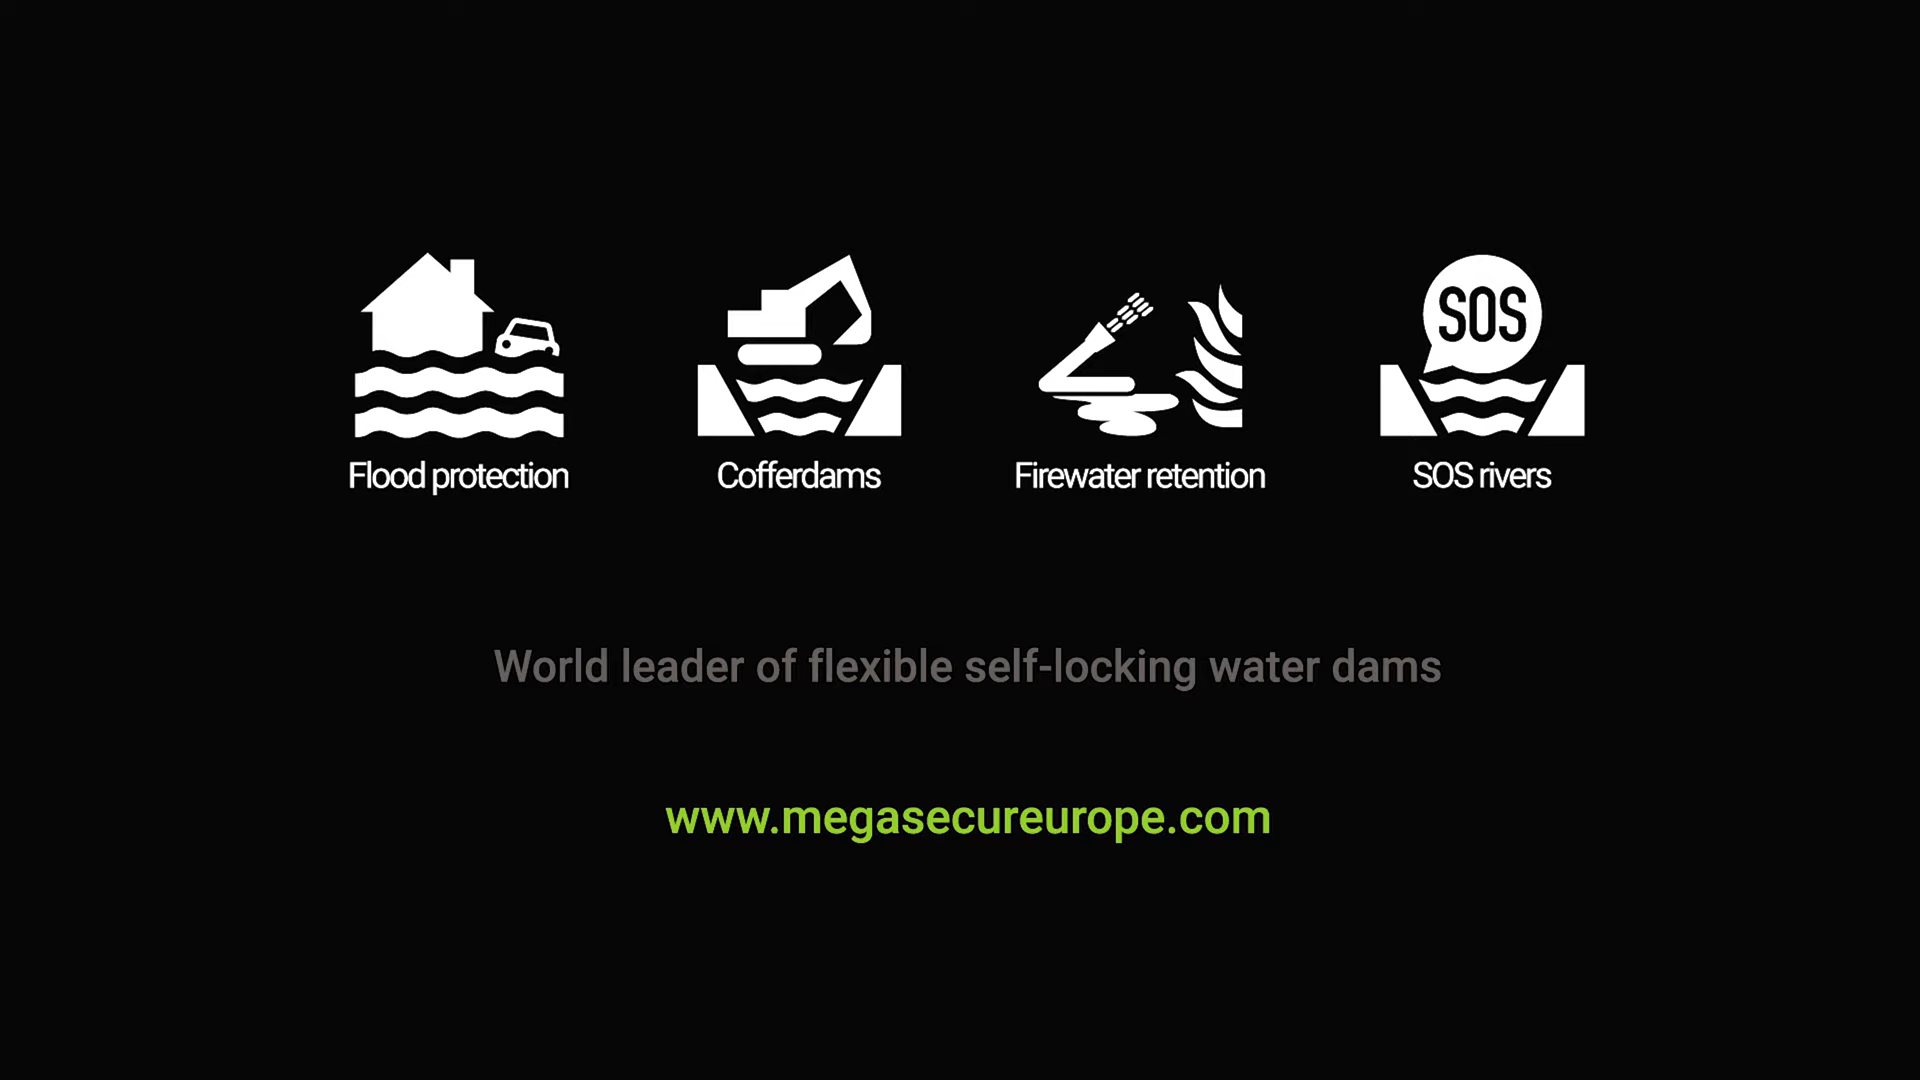 SOS
Flood protection
Cofferdams
Firewater retention
SOS rivers
World leader of flexible self-locking water dams
www.megasecureurope.com